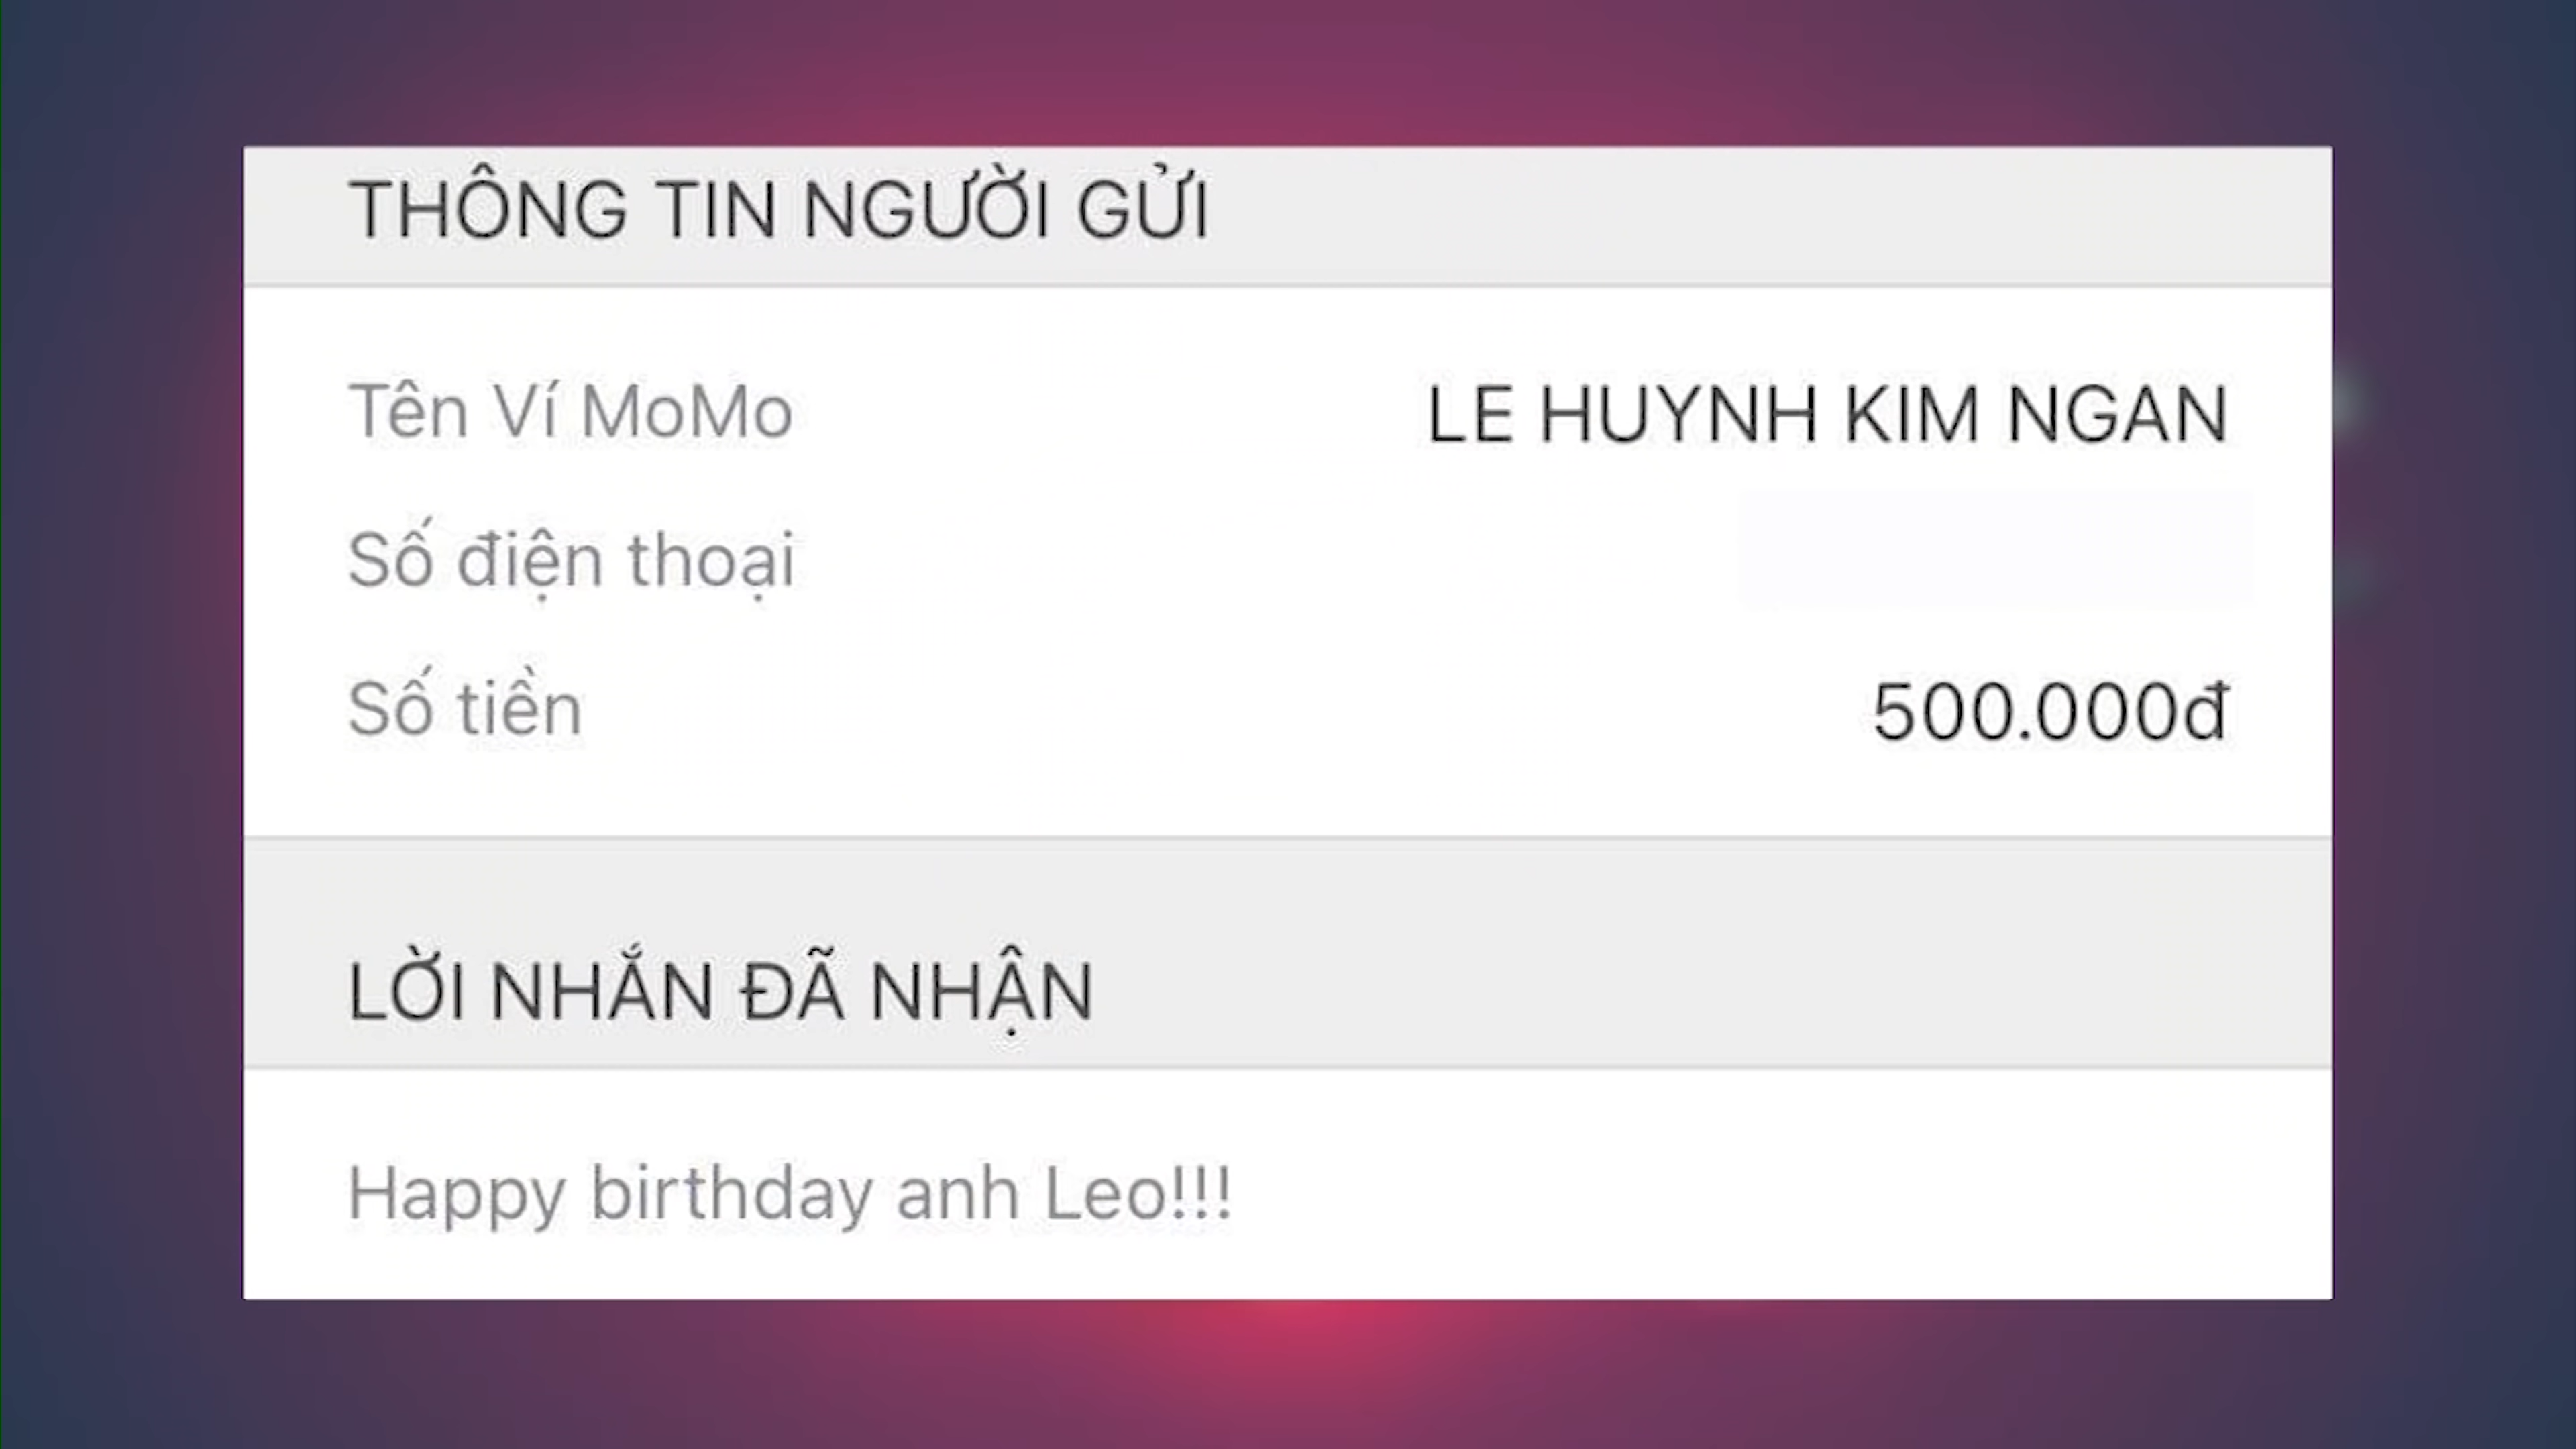 THÔNG TIN NGƯỜI GỬI
Tên Ví MoMo LE HUYNH KIM NGAN
Số điện thoại
Số tiền 500.000đ
LỜI NHẮN ĐÃ NHẬN
Happy birthday anh Leo!!!